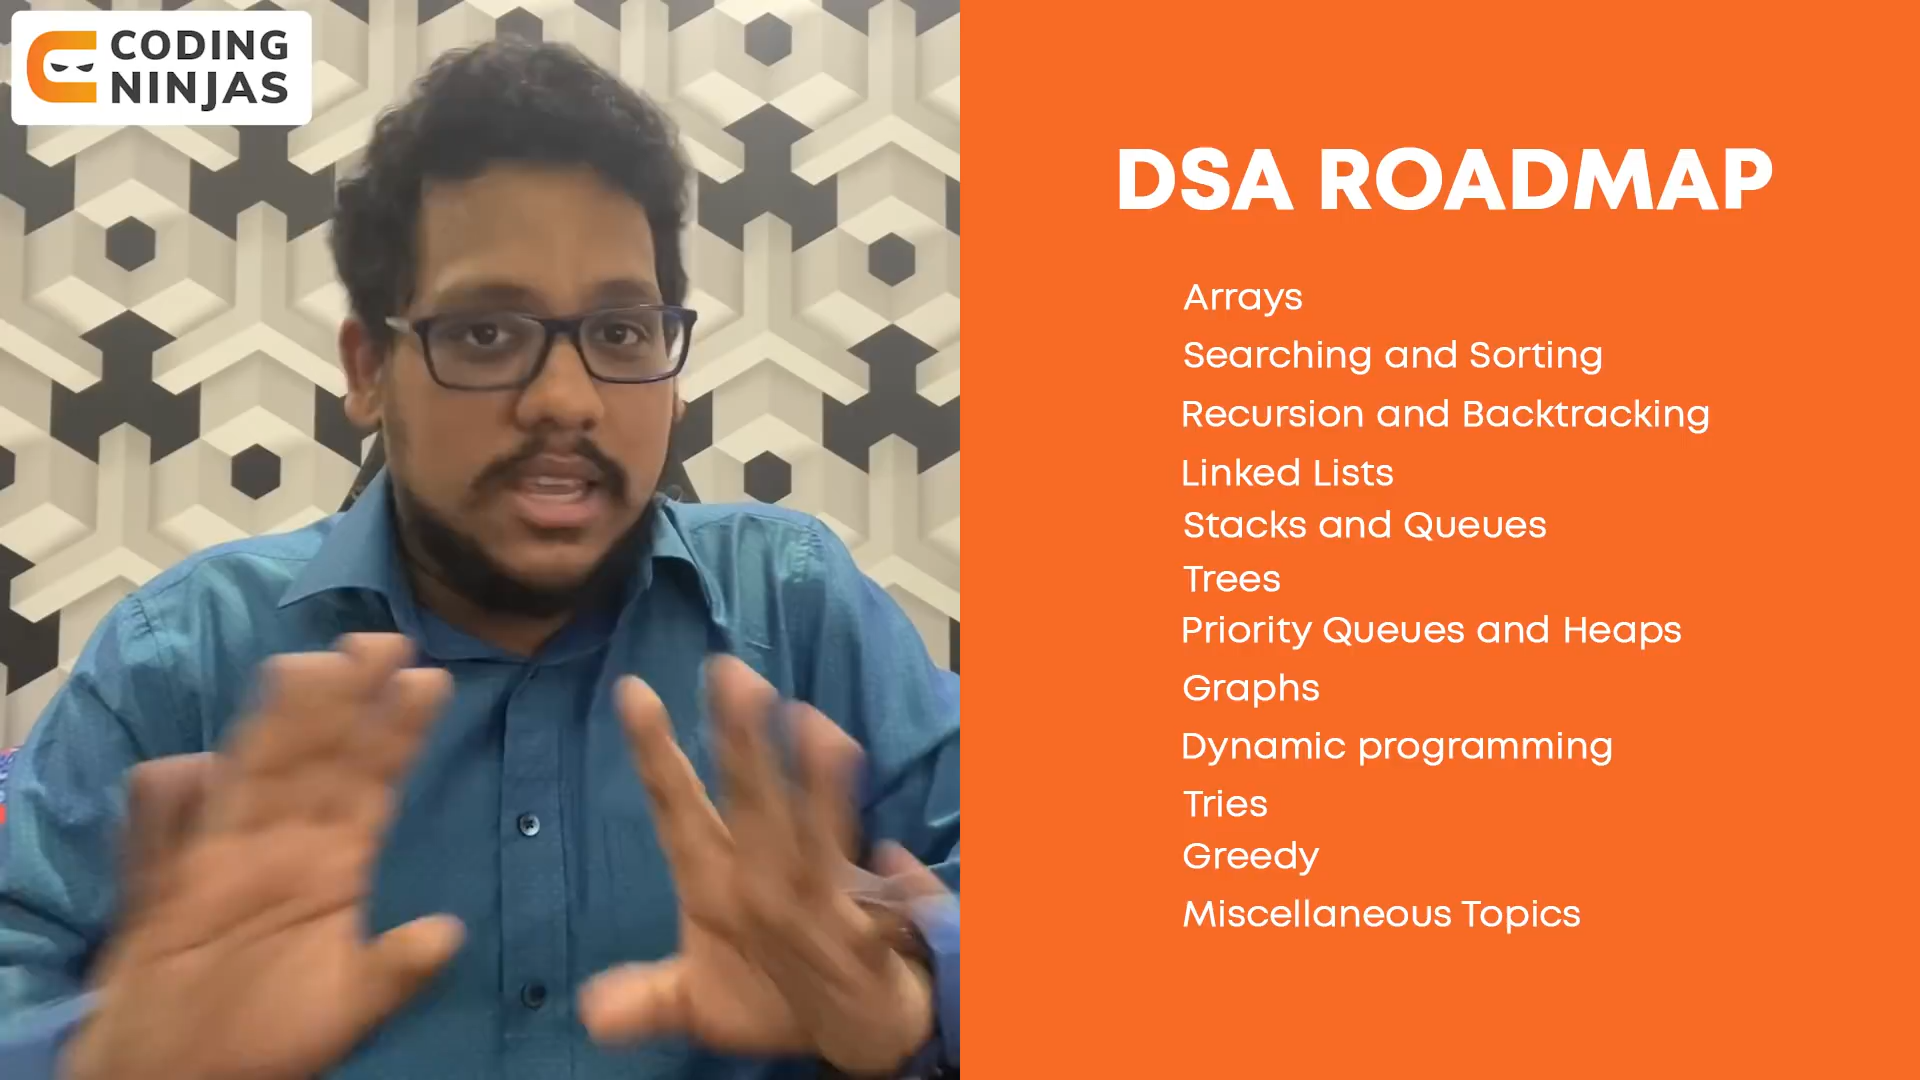 CODING
NINJAS
DSA ROADMAP
Arrays
Searching and Sorting
Recursion and Backtracking
Linked Lists
Stacks and Queues
Trees
Priority Queues and Heaps
Graphs
Dynamic programming
Tries
Greedy
Miscellaneous Topics